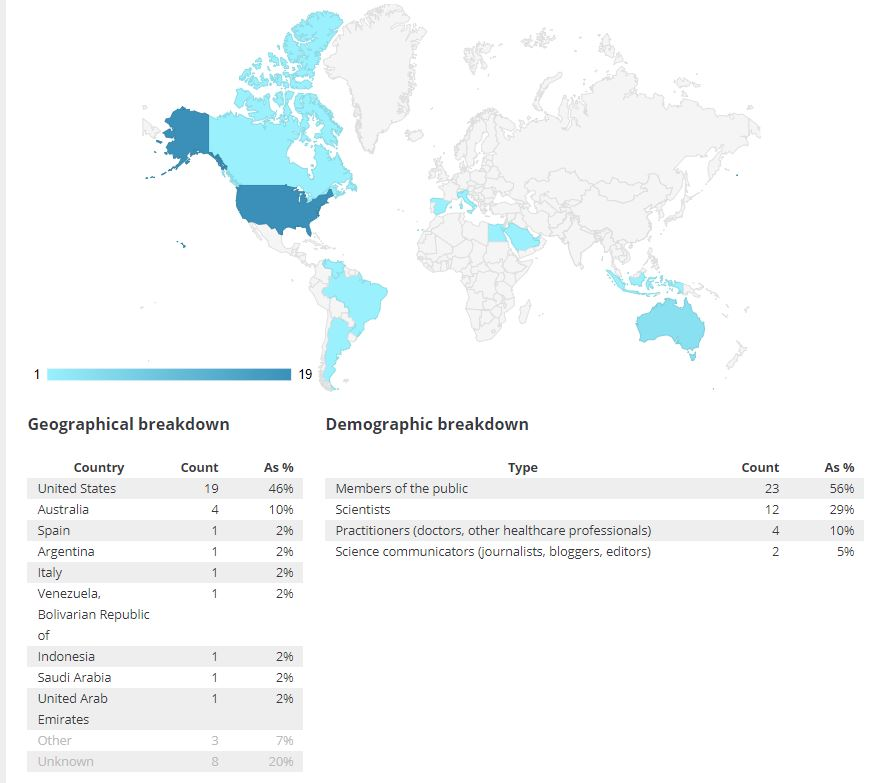 1 19
Geographical breakdown
Country Count As %
United States 19 46%
Australia 4 10%
Spain 1 2%
Argentina 1 2%
Italy 1 2%
Venezuela, 1 2%
Bolivarian Republic
of
Indonesia 1 2%
Saudi Arabia 1 2%
United Arab 1 2%
Emirates
Other 3 7%
Unknown 8 20%
Demographic breakdown
Type Count As %
Members of the public 23 56%
Scientists 12 29%
Practitioners (doctors, other healthcare professionals) 4 10%
Science communicators (journalists, bloggers, editors) 2 5%